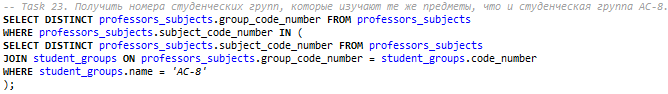 -- Task 23. Получить номера студенческих групп, которые изучают те же предметы, что и студенческая группа АС-8.
SELECT DISTINCT professors_subjects.group_code_number FROM professors_subjects
WHERE professors_subjects.subject_code_number IN (
SELECT DISTINCT professors_subjects.subject_code_number FROM professors_subjects
JOIN student_groups ON professors_subjects.group_code_number = student_groups.code_number
WHERE student_groups.name = 'АС-8'
);